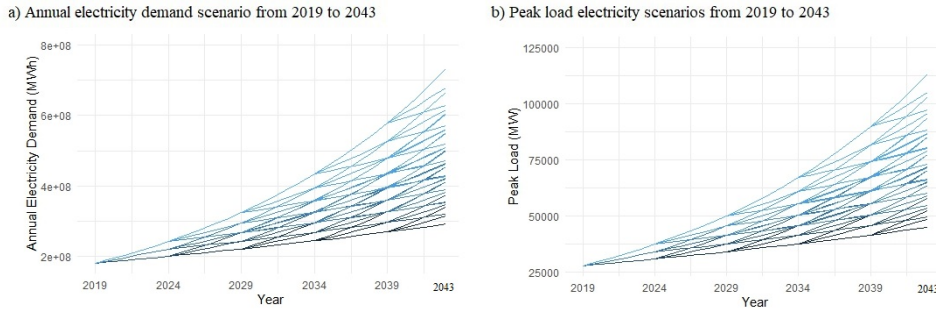 a) Annual electricity demand scenario from 2019 to 2043
b) Peak load electricity scenarios from 2019 to 2043
Annual Electricity Demand (MWh)
8e+08
6e+08
4e+08
2e+08
2019 2024 2029 2034 2039 2043
Year
Peak Load (MW)
125000
100000
75000
50000
25000
2019 2024 2029 2034 2039 2043
Year